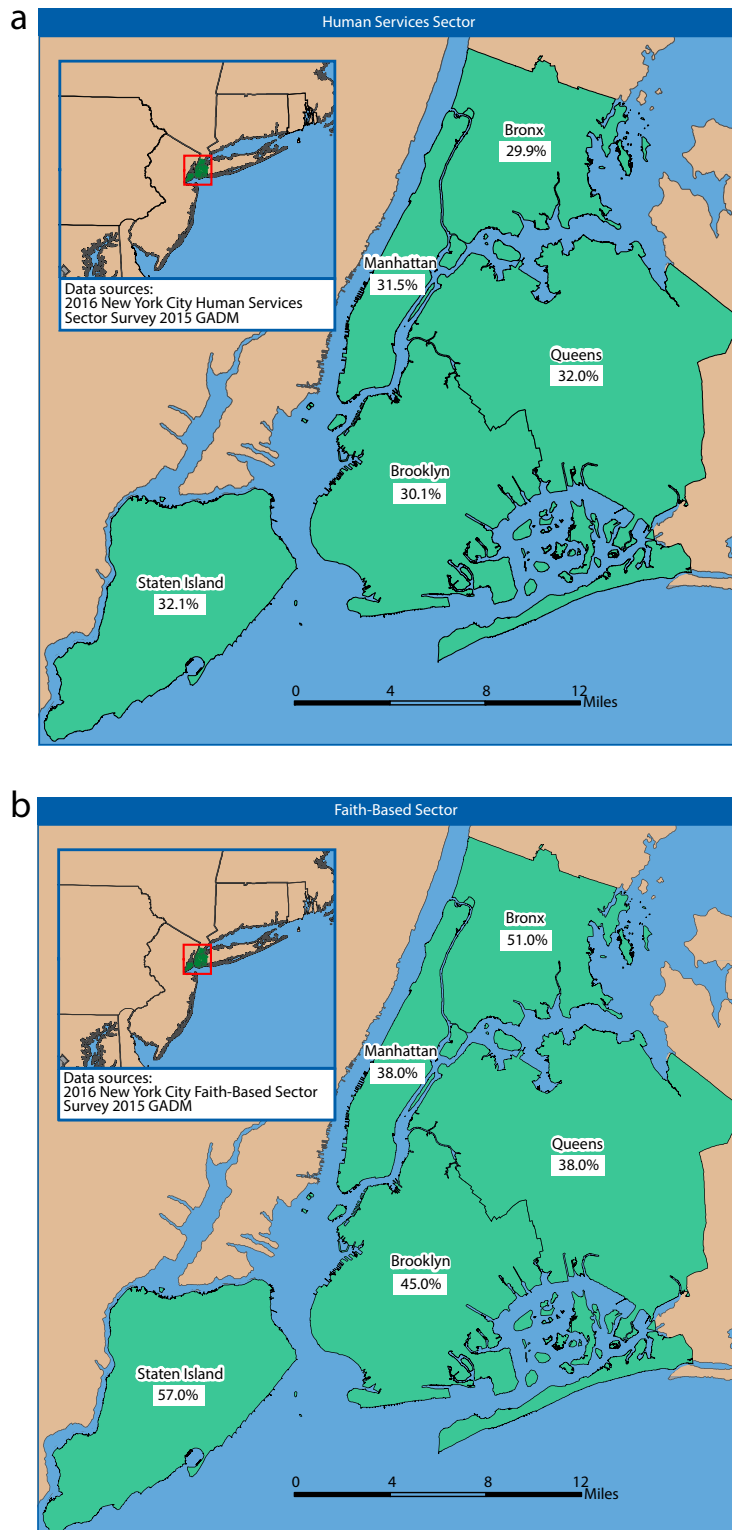 a
Human Services Sector
Bronx
29.9%
Manhattan
31.5%
Data sources:
2016 New York City Human Services
Sector Survey 2015 GADM
Queens
32.0%
Brooklyn
30.1%
Staten Island
32.1%
0 4 8 12
Miles
b
Faith-Based Sector
Bronx
51.0%
Manhattan
38.0%
Data sources:
2016 New York City Faith-Based Sector
Survey 2015 GADM
Queens
38.0%
Brooklyn
45.0%
Staten Island
57.0%
0 4 8 12
Miles